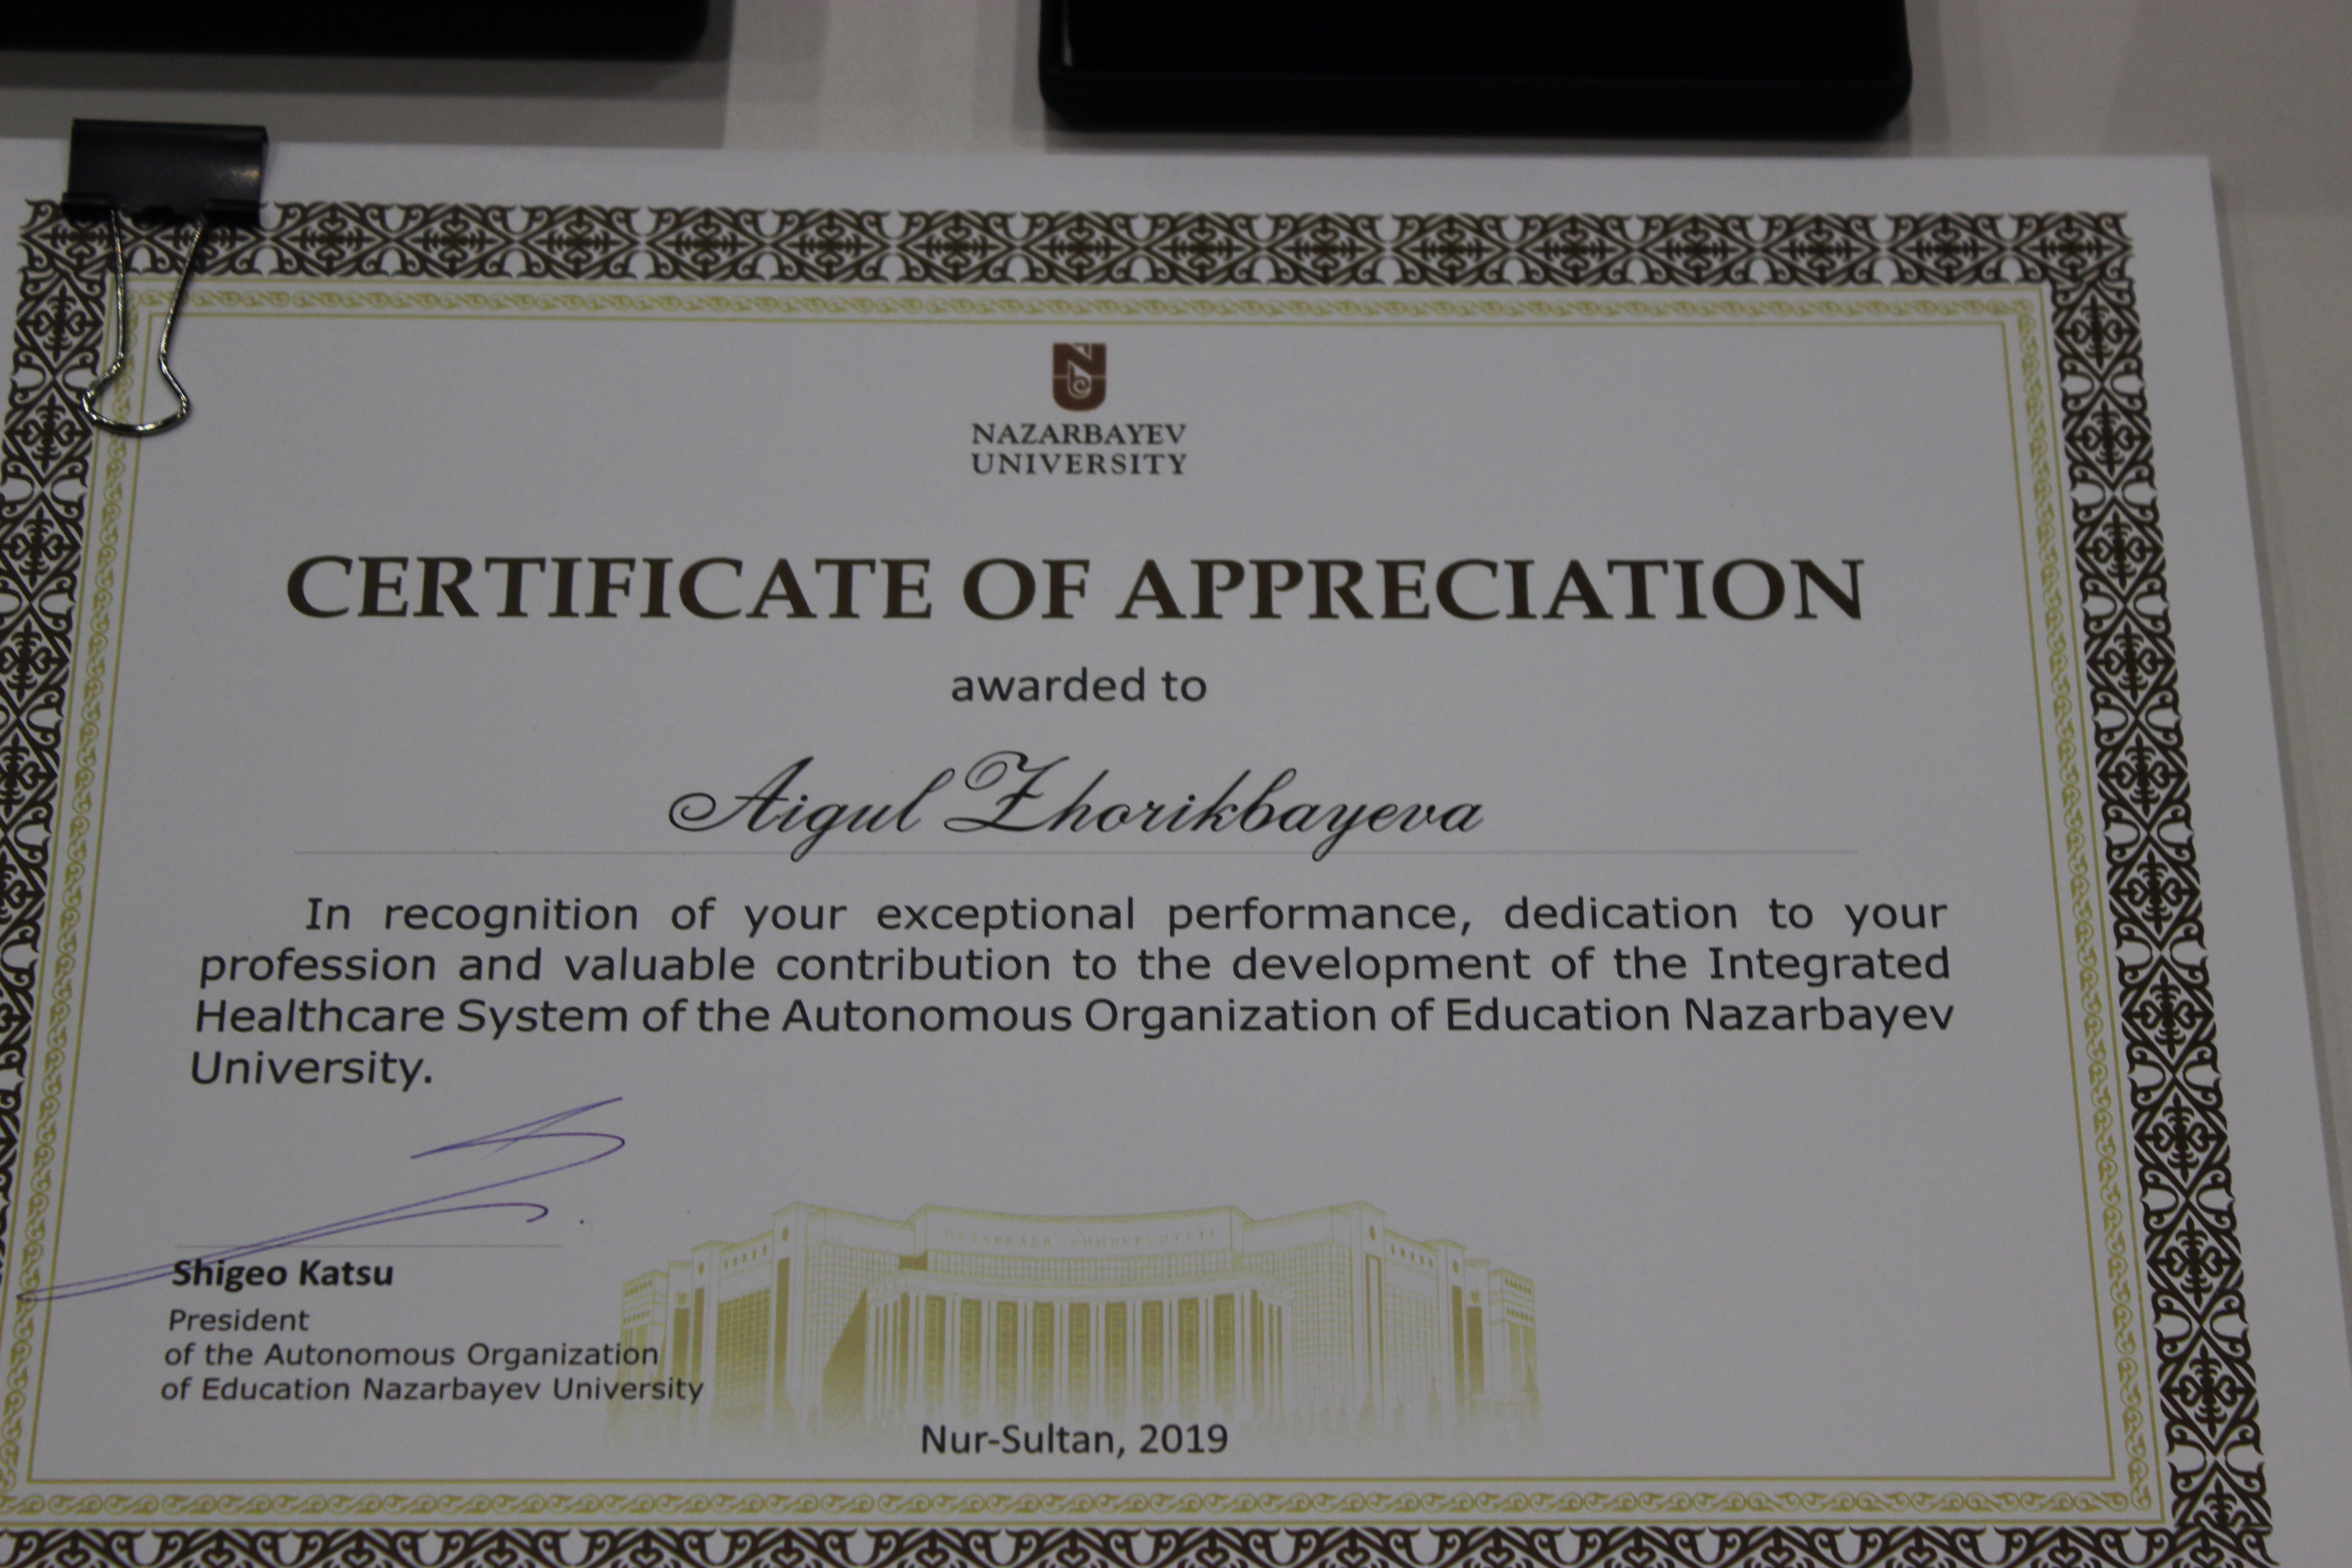 NAZARBAYEV
UNIVERSITY
CERTIFICATE OF APPRECIATION
awarded to
Aigul Zhorikbayeva
In recognition of your exceptional performance, dedication to your
profession and valuable contribution to the development of the Integrated
Healthcare System of the Autonomous Organization of Education Nazarbayev
University.
Shigeo Katsu
President
of the Autonomous Organization
of Education Nazarbayev University
Nur-Sultan, 2019